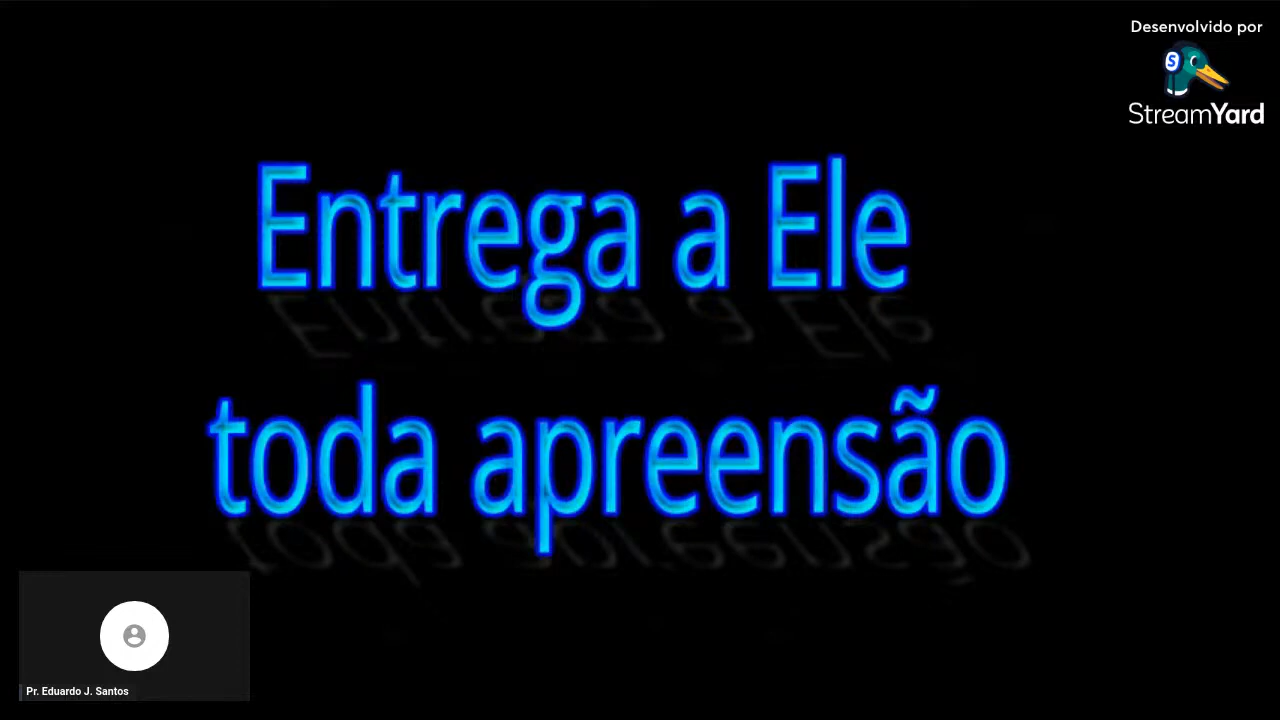 Desenvolvido por
StreamYard
Entrega a Ele
toda apreensão
Pr. Eduardo J. Santos